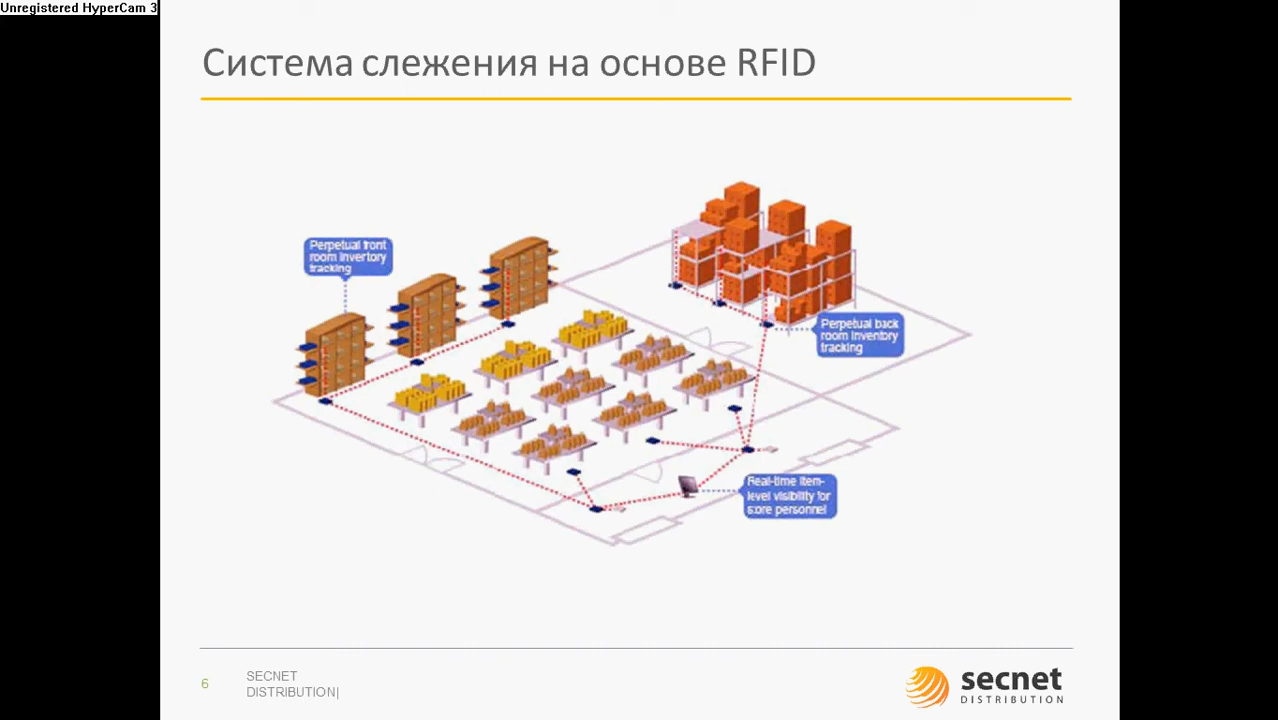 Unregistered HyperCam 3
Система слежения на основе RFID
Perpetual front
room inventory
tracking
Perpetual back
room inventory
tracking
Real-time item-
level visibility for
store personnel
6
SECNET
DISTRIBUTION|
secnet
DISTRIBUTION